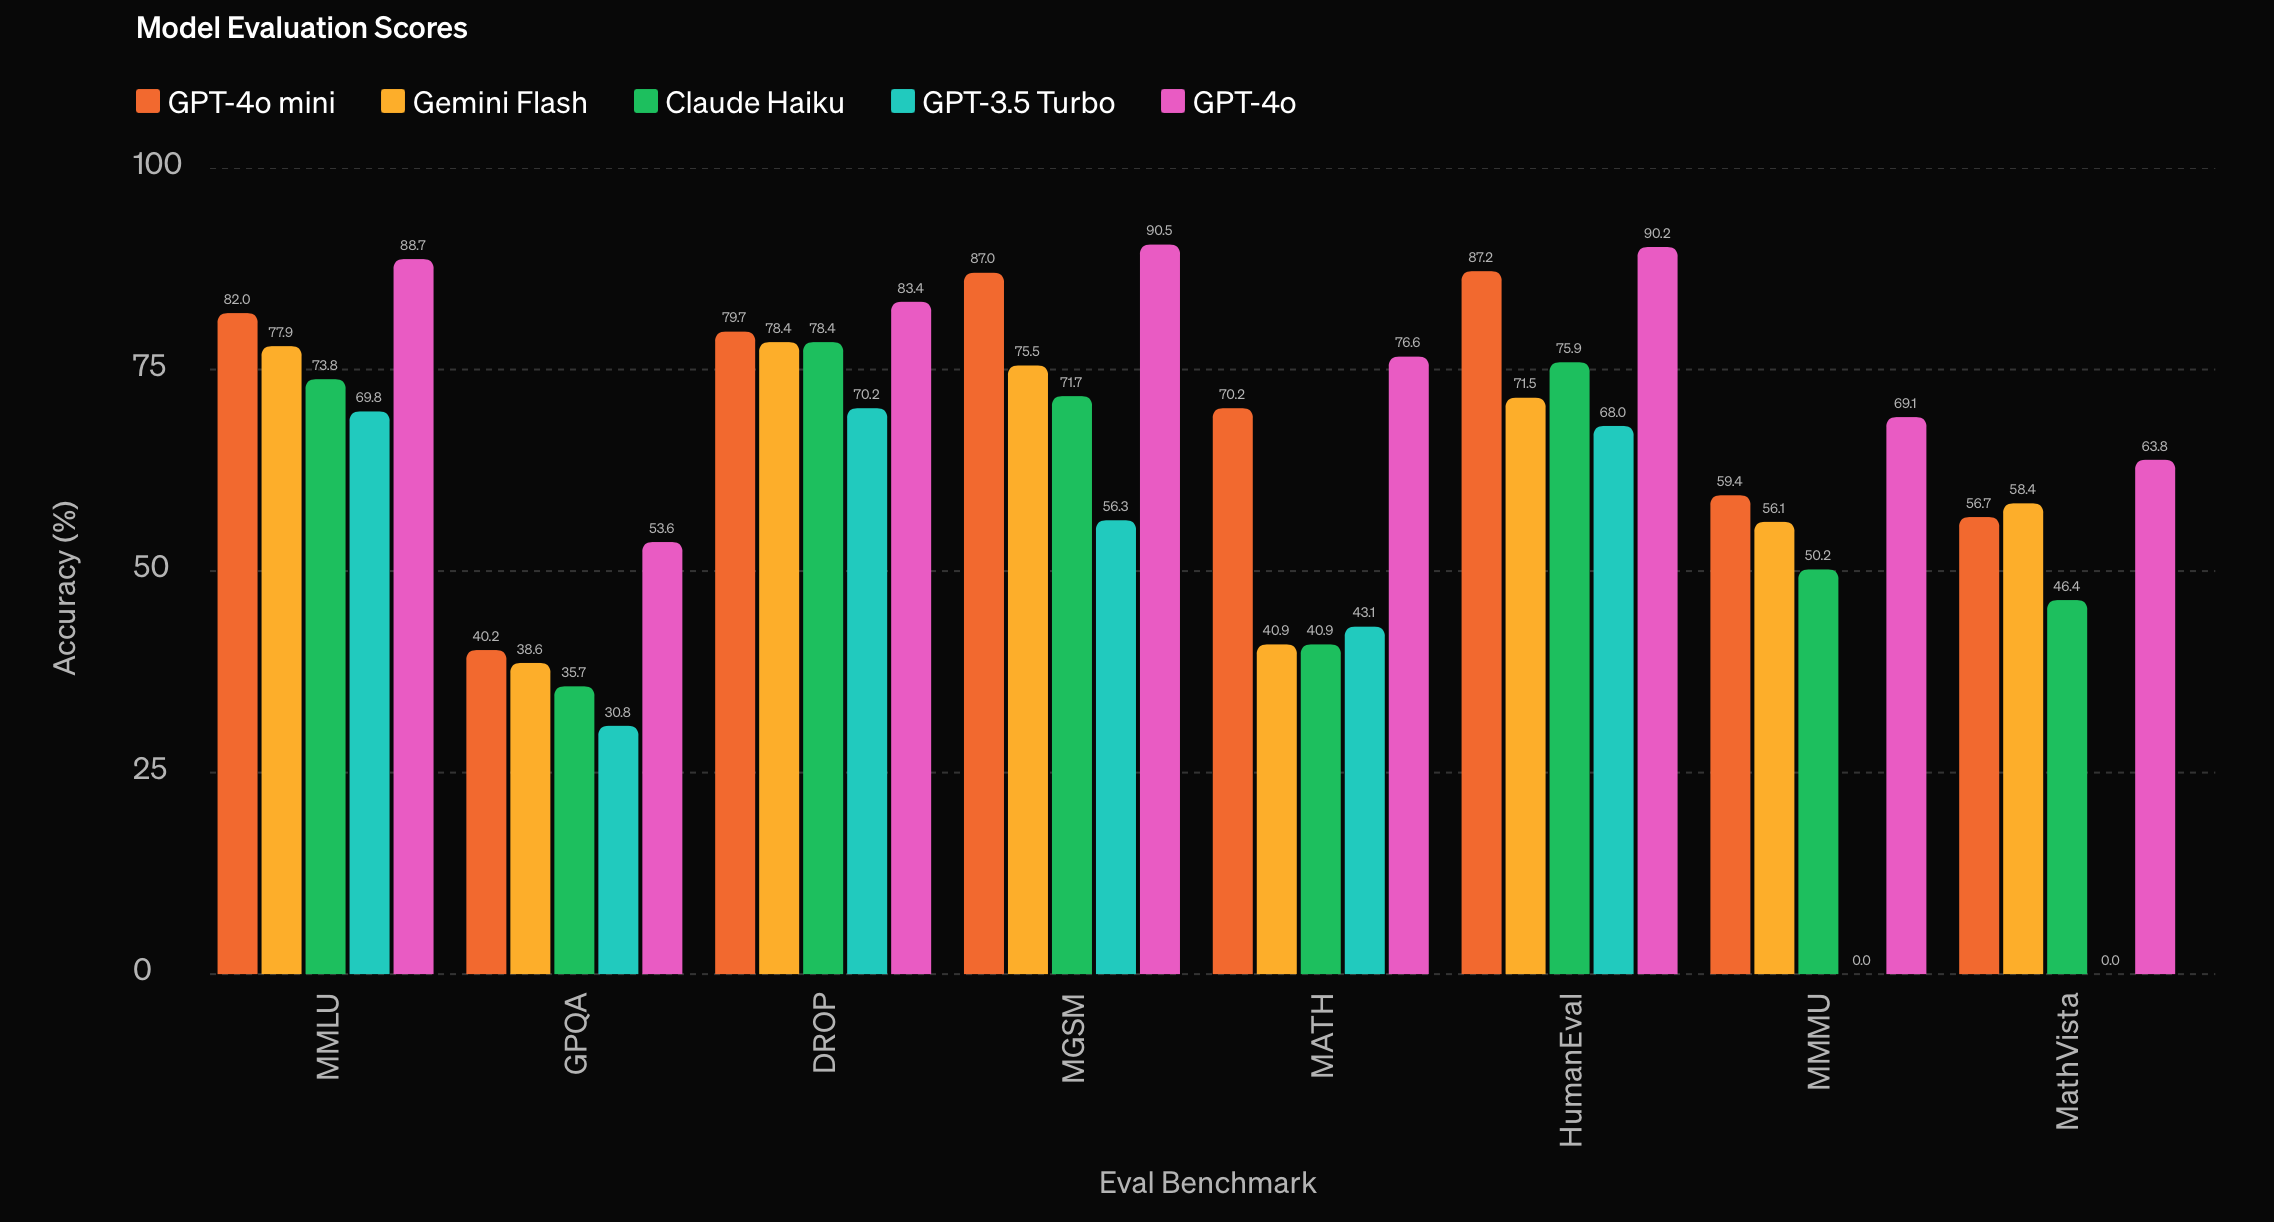 Model Evaluation Scores
GPT-4o mini
Gemini Flash
Claude Haiku
GPT-3.5 Turbo
GPT-4o
100
75
50
25
0
Accuracy (%)
82.0
77.9
73.8
69.8
88.7
40.2
38.6
35.7
30.8
53.6
79.7
78.4
78.4
70.2
83.4
87.0
75.5
71.7
56.3
90.5
70.2
40.9
40.9
43.1
76.6
87.2
71.5
75.9
68.0
90.2
59.4
56.1
50.2
0.0
69.1
56.7
58.4
46.4
0.0
63.8
MMLU
GPQA
DROP
MGSM
MATH
HumanEval
MMMU
MathVista
Eval Benchmark